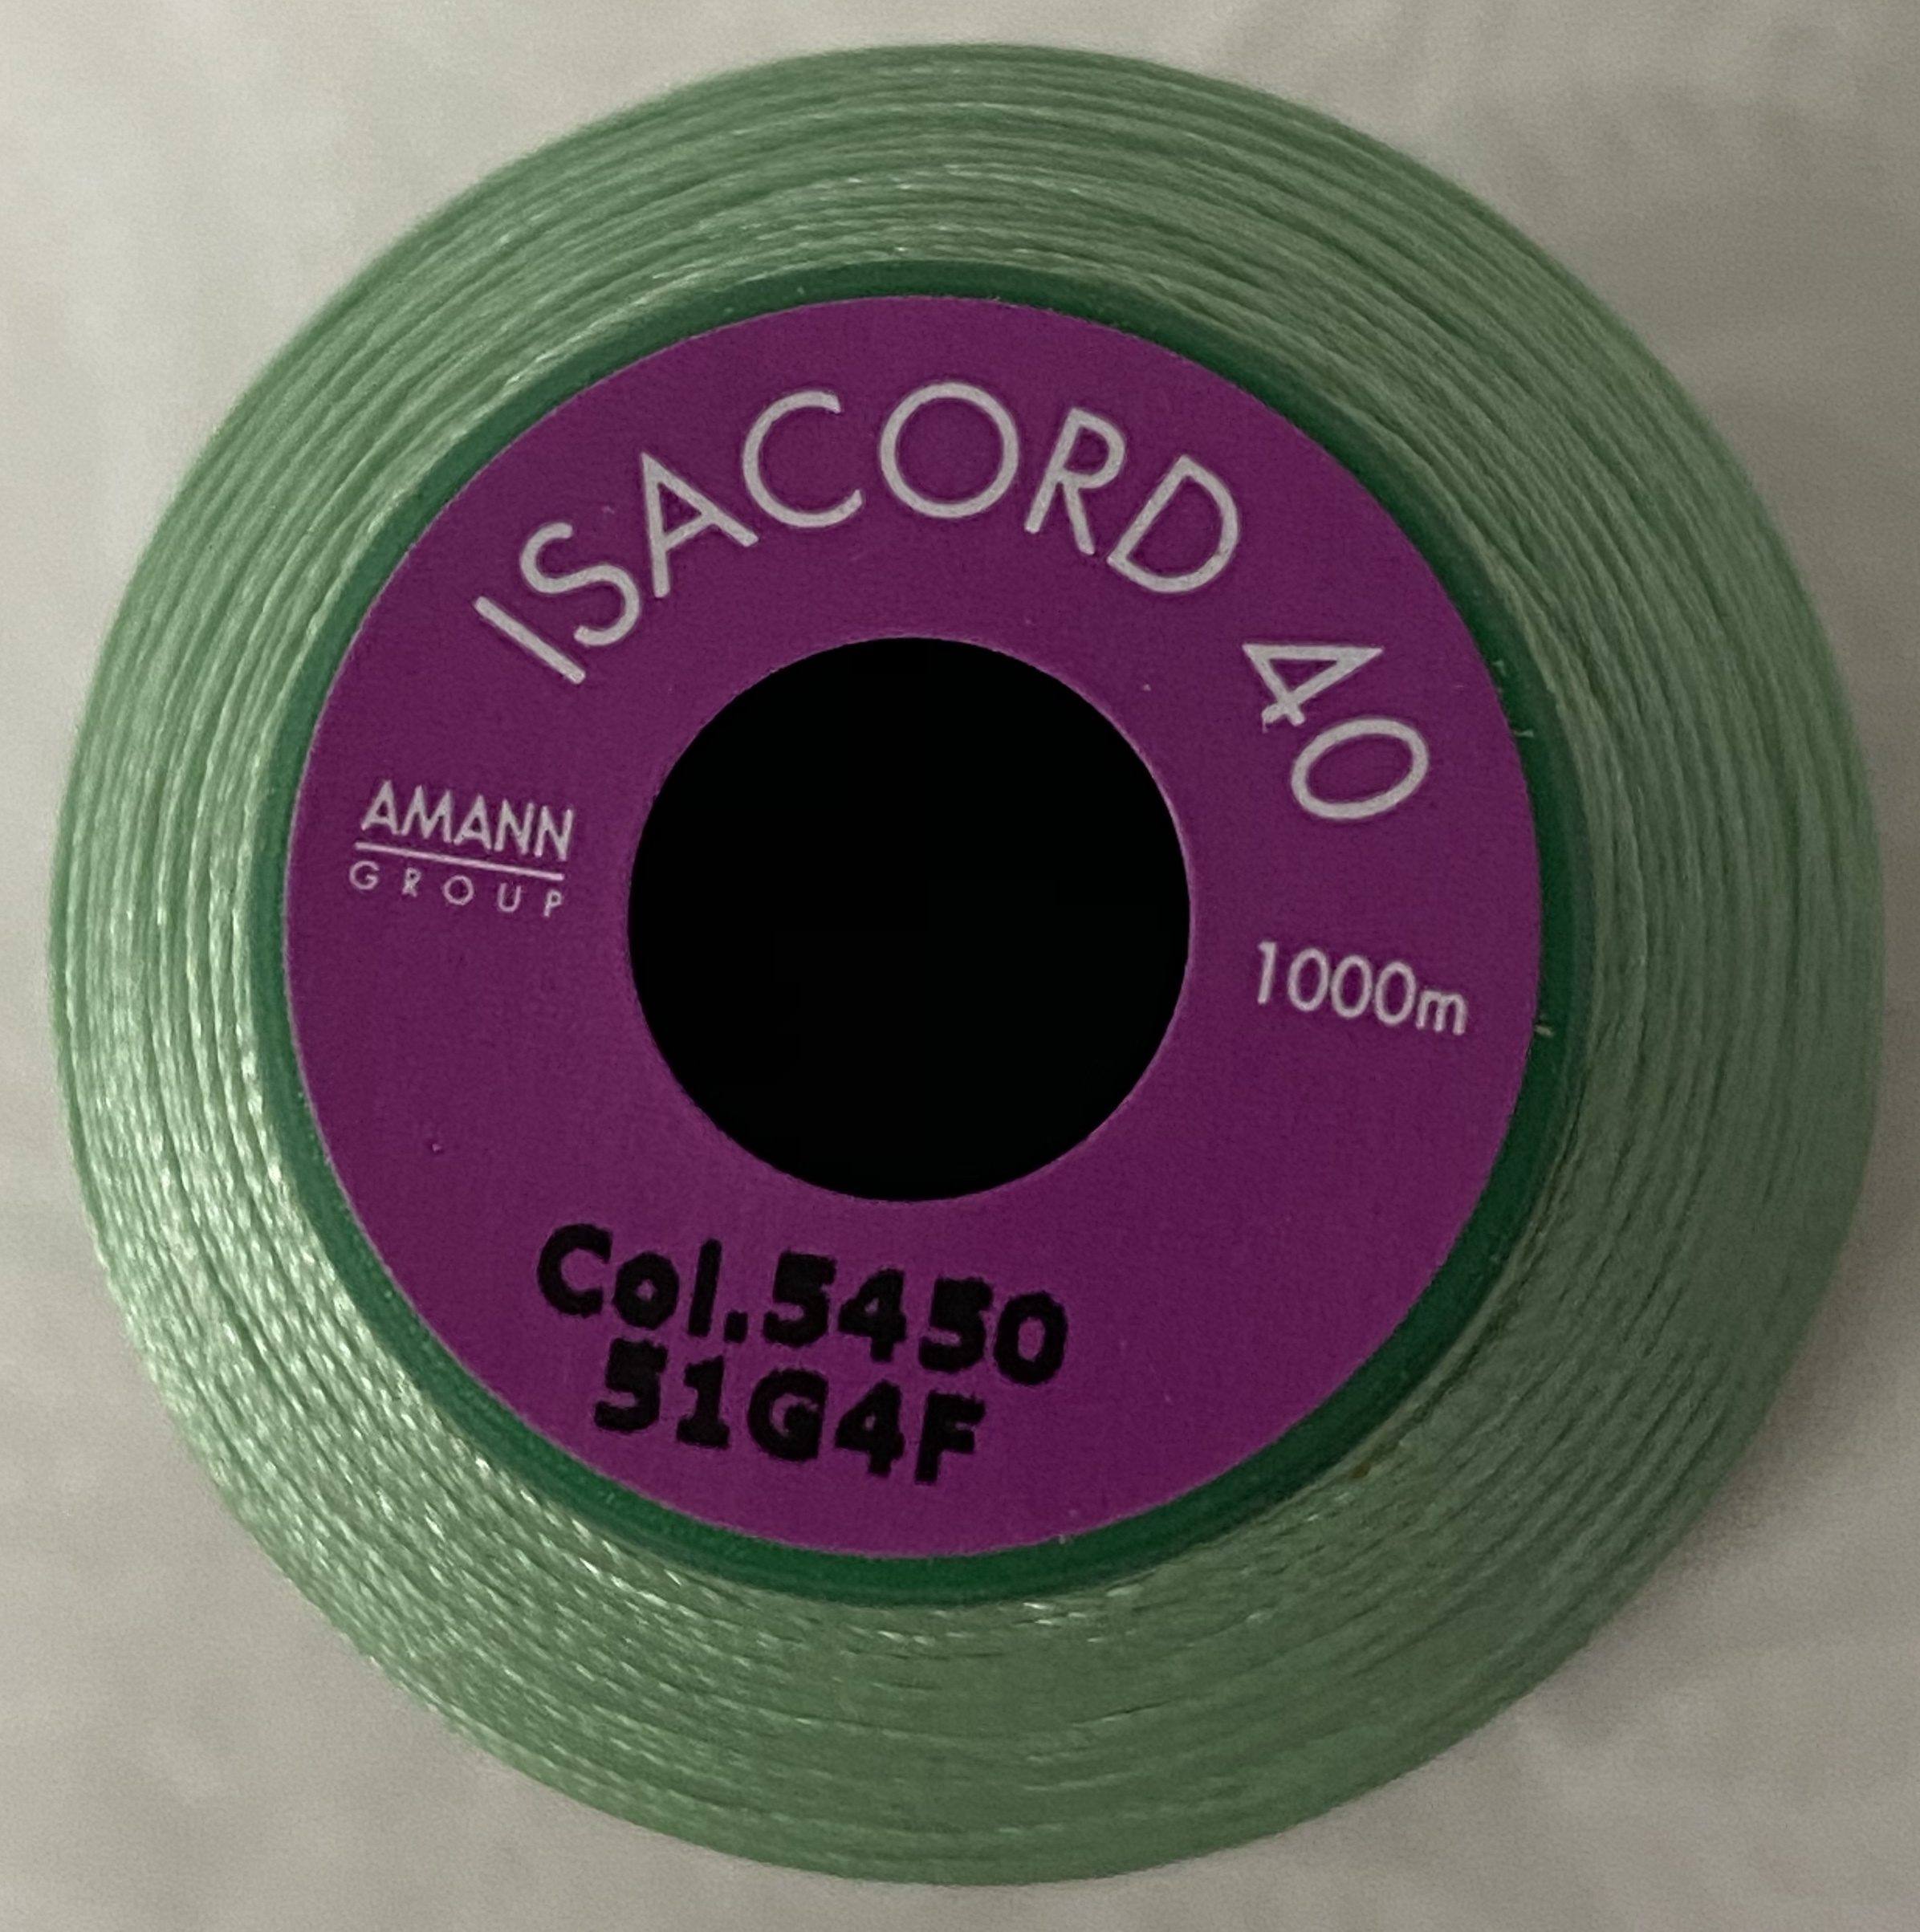 ISACORD 40
AMANN
GROUP
1000m
Col.5450
51G4F